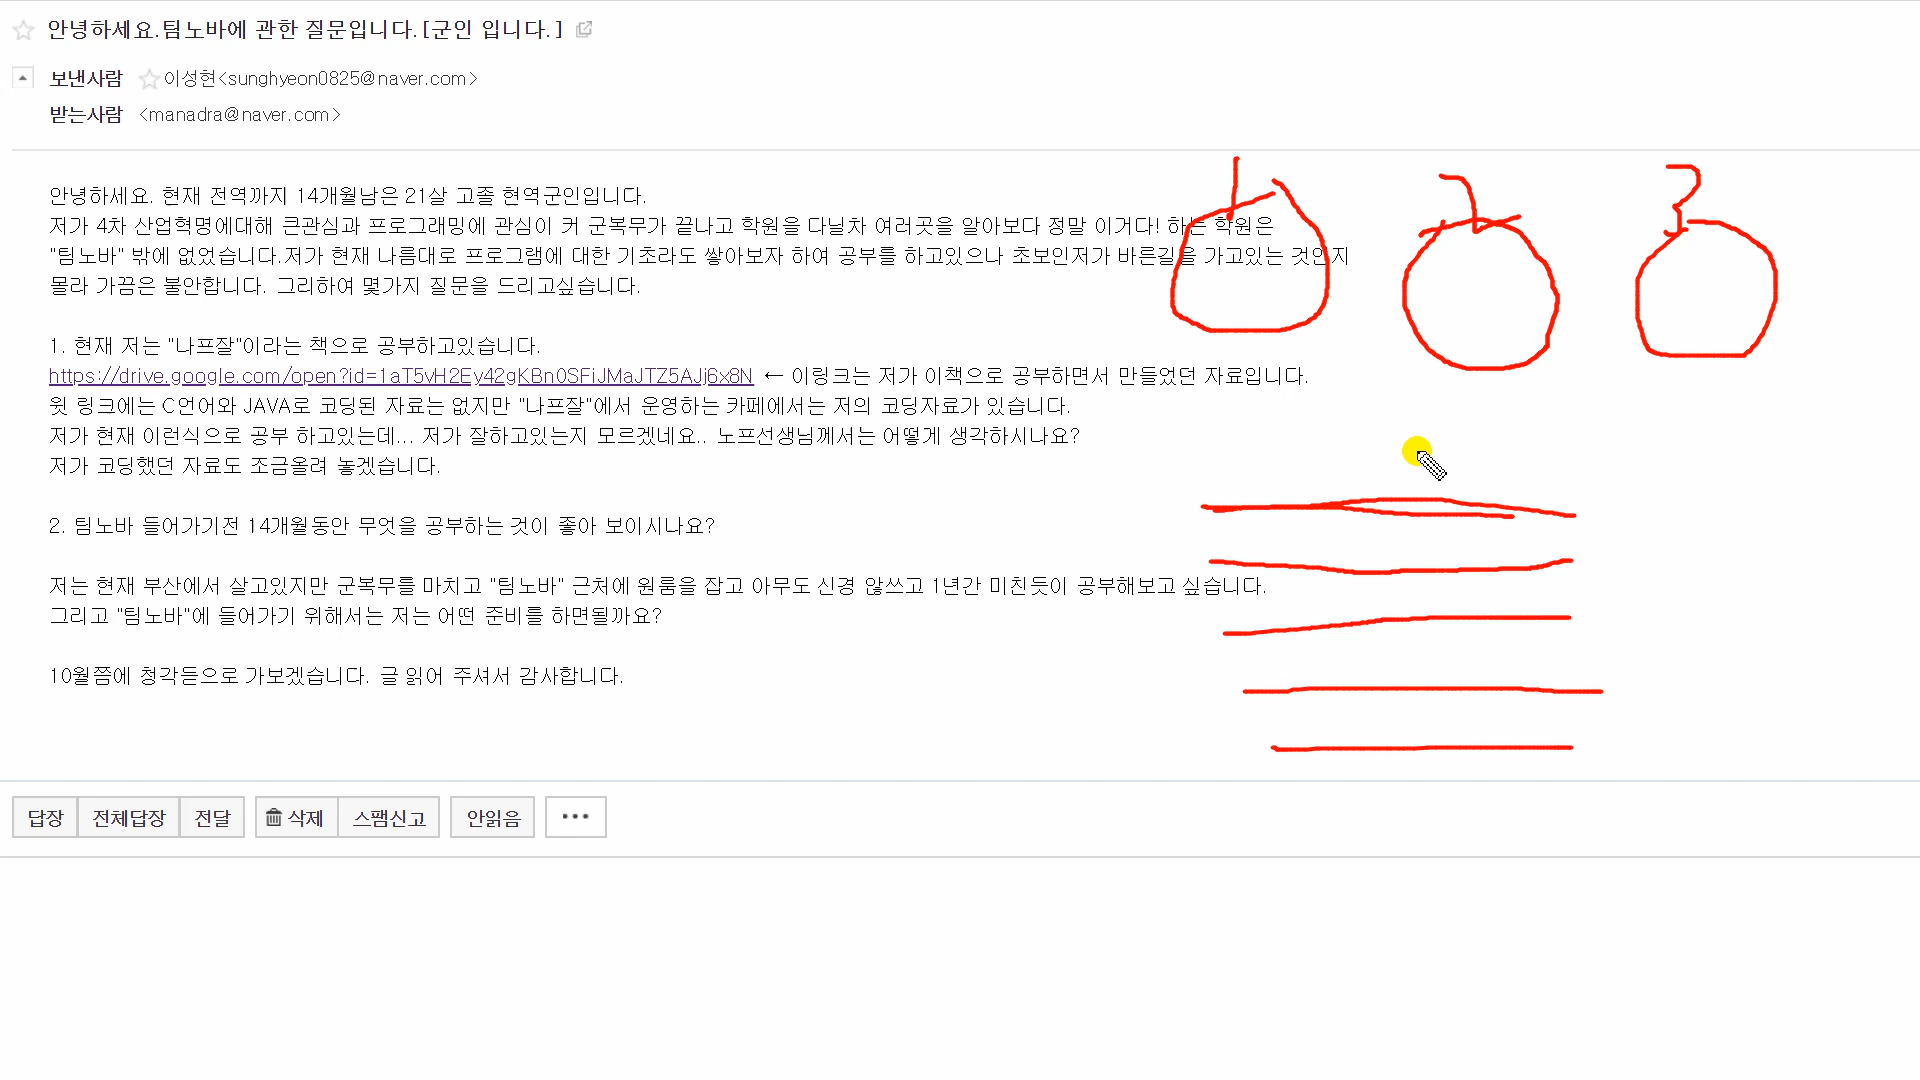 안녕하세요.팀노바에 관한 질문입니다.[군인 입니다.]
보낸사람 이성현<sunghyeon0825@naver.com>
받는사람 <manadra@naver.com>
안녕하세요. 현재 전역까지 14개월남은 21살 고졸 현역군인입니다.
저가 4차 산업혁명에대해 큰관심과 프로그래밍에 관심이 커 군복무가 끝나고 학원을 다닐차 여러곳을 알아보다 정말 이거다! 하는 학원은
"팀노바" 밖에 없었습니다.저가 현재 나름대로 프로그램에 대한 기초라도 쌓아보자 하여 공부를 하고있으나 초보인저가 바른길을 가고있는 것인지
몰라 가끔은 불안합니다. 그리하여 몇가지 질문을 드리고싶습니다.
1. 현재 저는 "나프잘"이라는 책으로 공부하고있습니다.
https://drive.google.com/open?id=1aT5vH2Ey42gKBn0SFiJMaJTZ5AJj6x8N ← 이링크는 저가 이책으로 공부하면서 만들었던 자료입니다.
윗 링크에는 C언어와 JAVA로 코딩된 자료는 없지만 "나프잘"에서 운영하는 카페에서는 저의 코딩자료가 있습니다.
저가 현재 이런식으로 공부 하고있는데... 저가 잘하고있는지 모르겠네요.. 노프선생님께서는 어떻게 생각하시나요?
저가 코딩했던 자료도 조금올려 놓겠습니다.
2. 팀노바 들어가기전 14개월동안 무엇을 공부하는 것이 좋아 보이시나요?
저는 현재 부산에서 살고있지만 군복무를 마치고 "팀노바" 근처에 원룸을 잡고 아무도 신경 않쓰고 1년간 미친듯이 공부해보고 싶습니다.
그리고 "팀노바"에 들어가기 위해서는 저는 어떤 준비를 하면될까요?
10월쯤에 청각듣으로 가보겠습니다. 글 읽어 주셔서 감사합니다.
답장 전체답장 전달 삭제 스팸신고 안읽음 •••
1 2 3